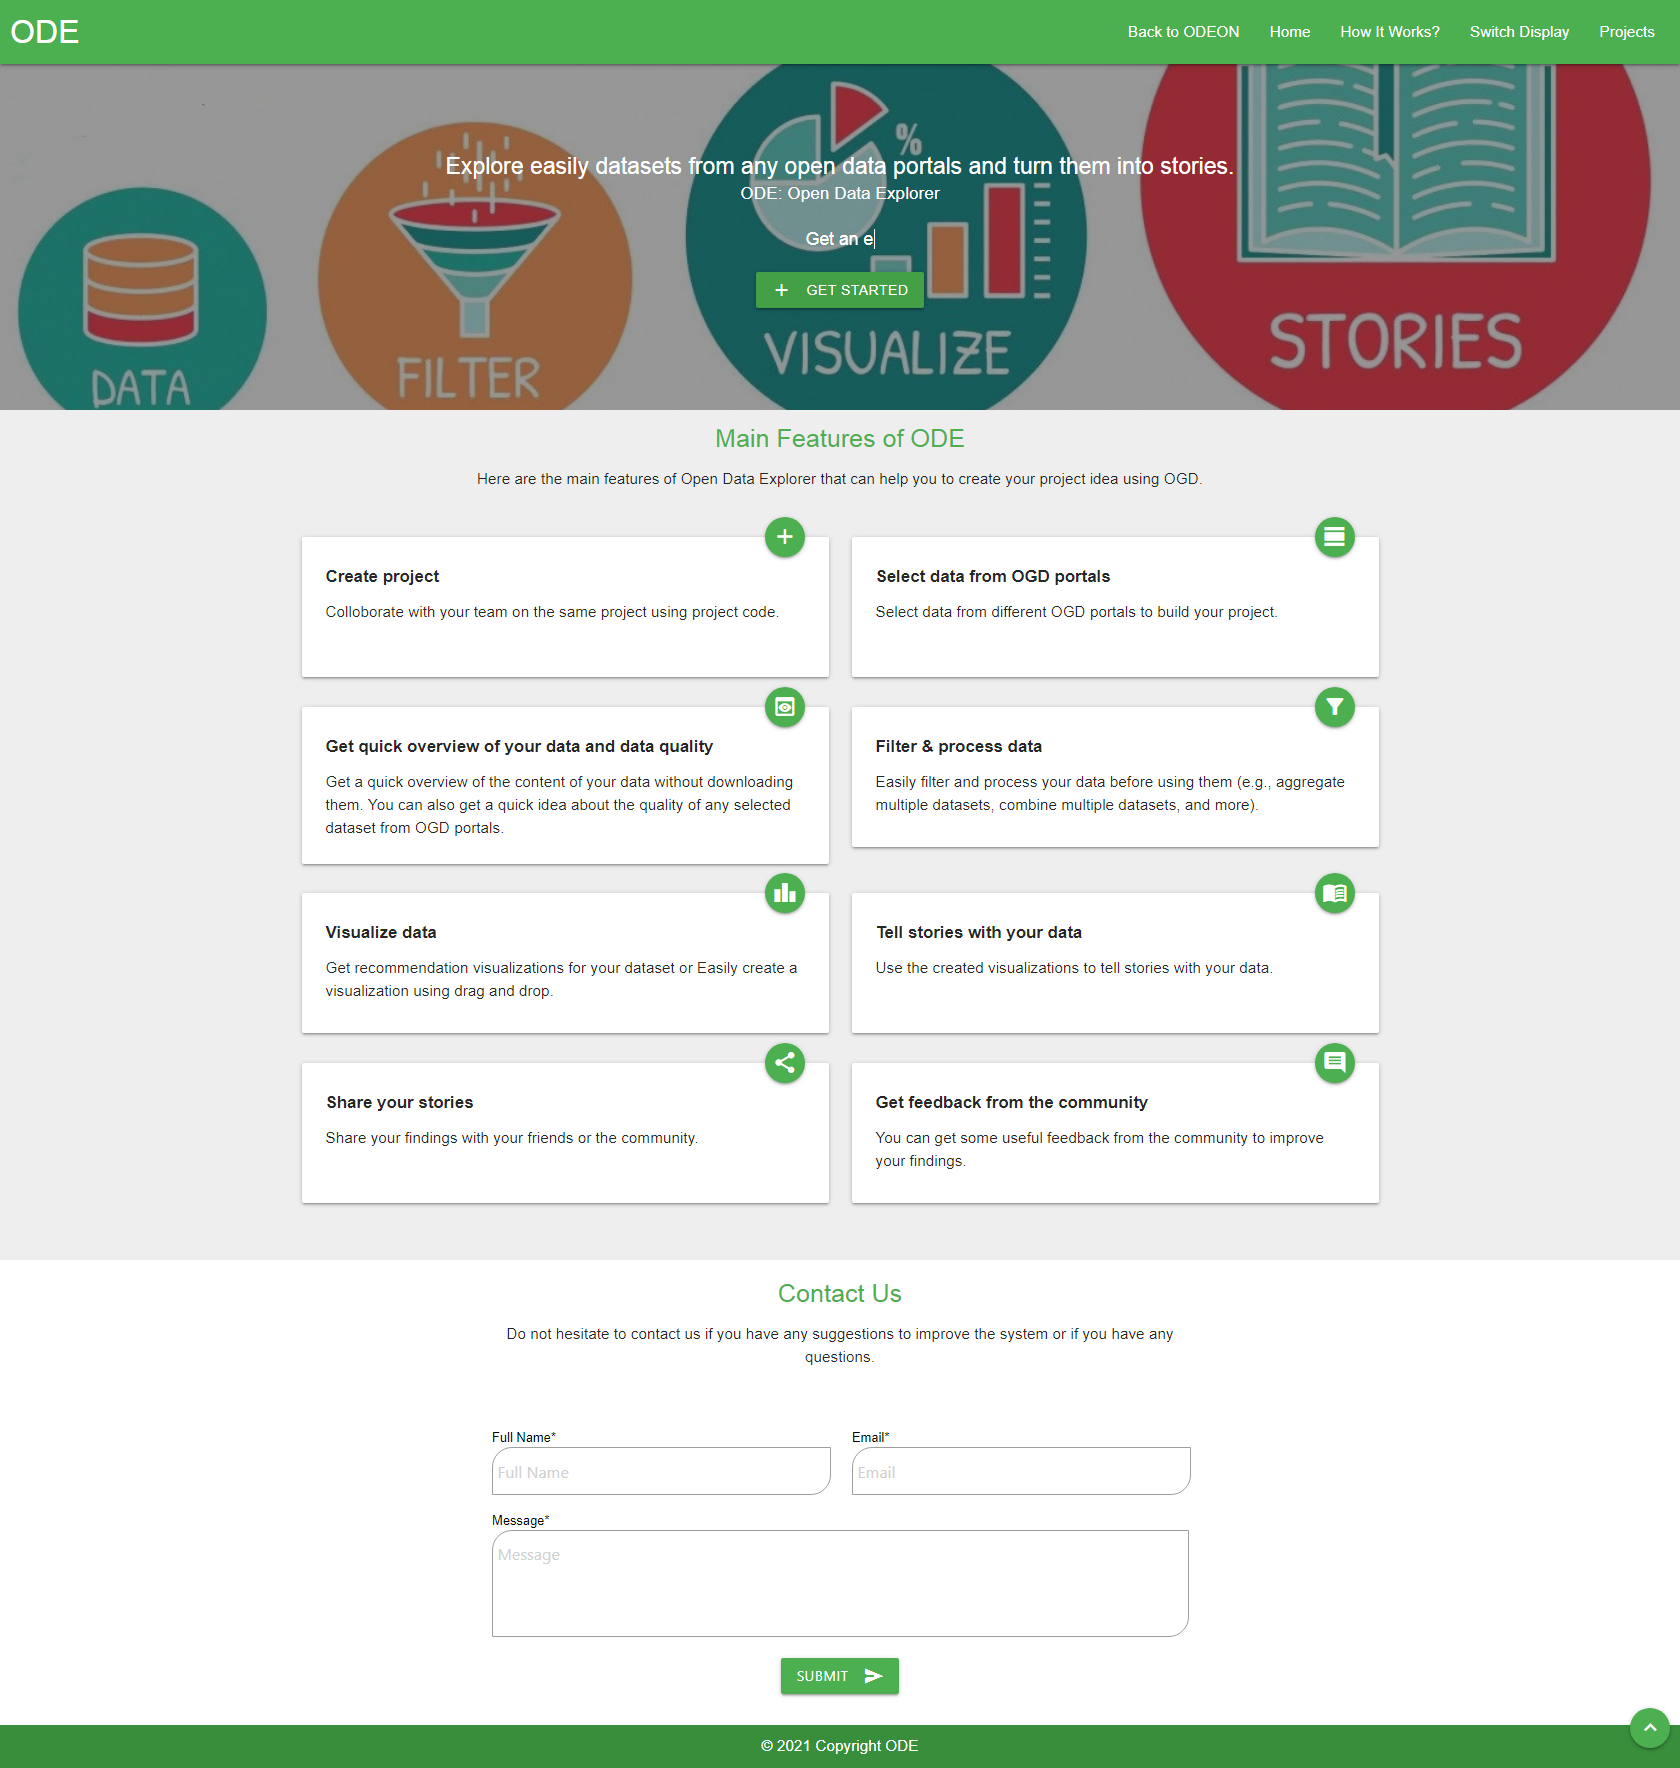 ODE
Back to ODEON Home How It Works? Switch Display Projects
Explore easily datasets from any open data portals and turn them into stories.
ODE: Open Data Explorer
Get an e
GET STARTED
%
DATA
FILTER
VISUALIZE
STORIES
Main Features of ODE
Here are the main features of Open Data Explorer that can help you to create your project idea using OGD.
Create project
Colloborate with your team on the same project using project code.
Select data from OGD portals
Select data from different OGD portals to build your project.
Get quick overview of your data and data quality
Get a quick overview of the content of your data without downloading
them. You can also get a quick idea about the quality of any selected
dataset from OGD portals.
Filter & process data
Easily filter and process your data before using them (e.g., aggregate
multiple datasets, combine multiple datasets, and more).
Visualize data
Get recommendation visualizations for your dataset or Easily create a
visualization using drag and drop.
Tell stories with your data
Use the created visualizations to tell stories with your data.
Share your stories
Share your findings with your friends or the community.
Get feedback from the community
You can get some useful feedback from the community to improve
your findings.
Contact Us
Do not hesitate to contact us if you have any suggestions to improve the system or if you have any
questions.
Full Name*
Full Name
Email*
Email
Message*
Message
SUBMIT
© 2021 Copyright ODE